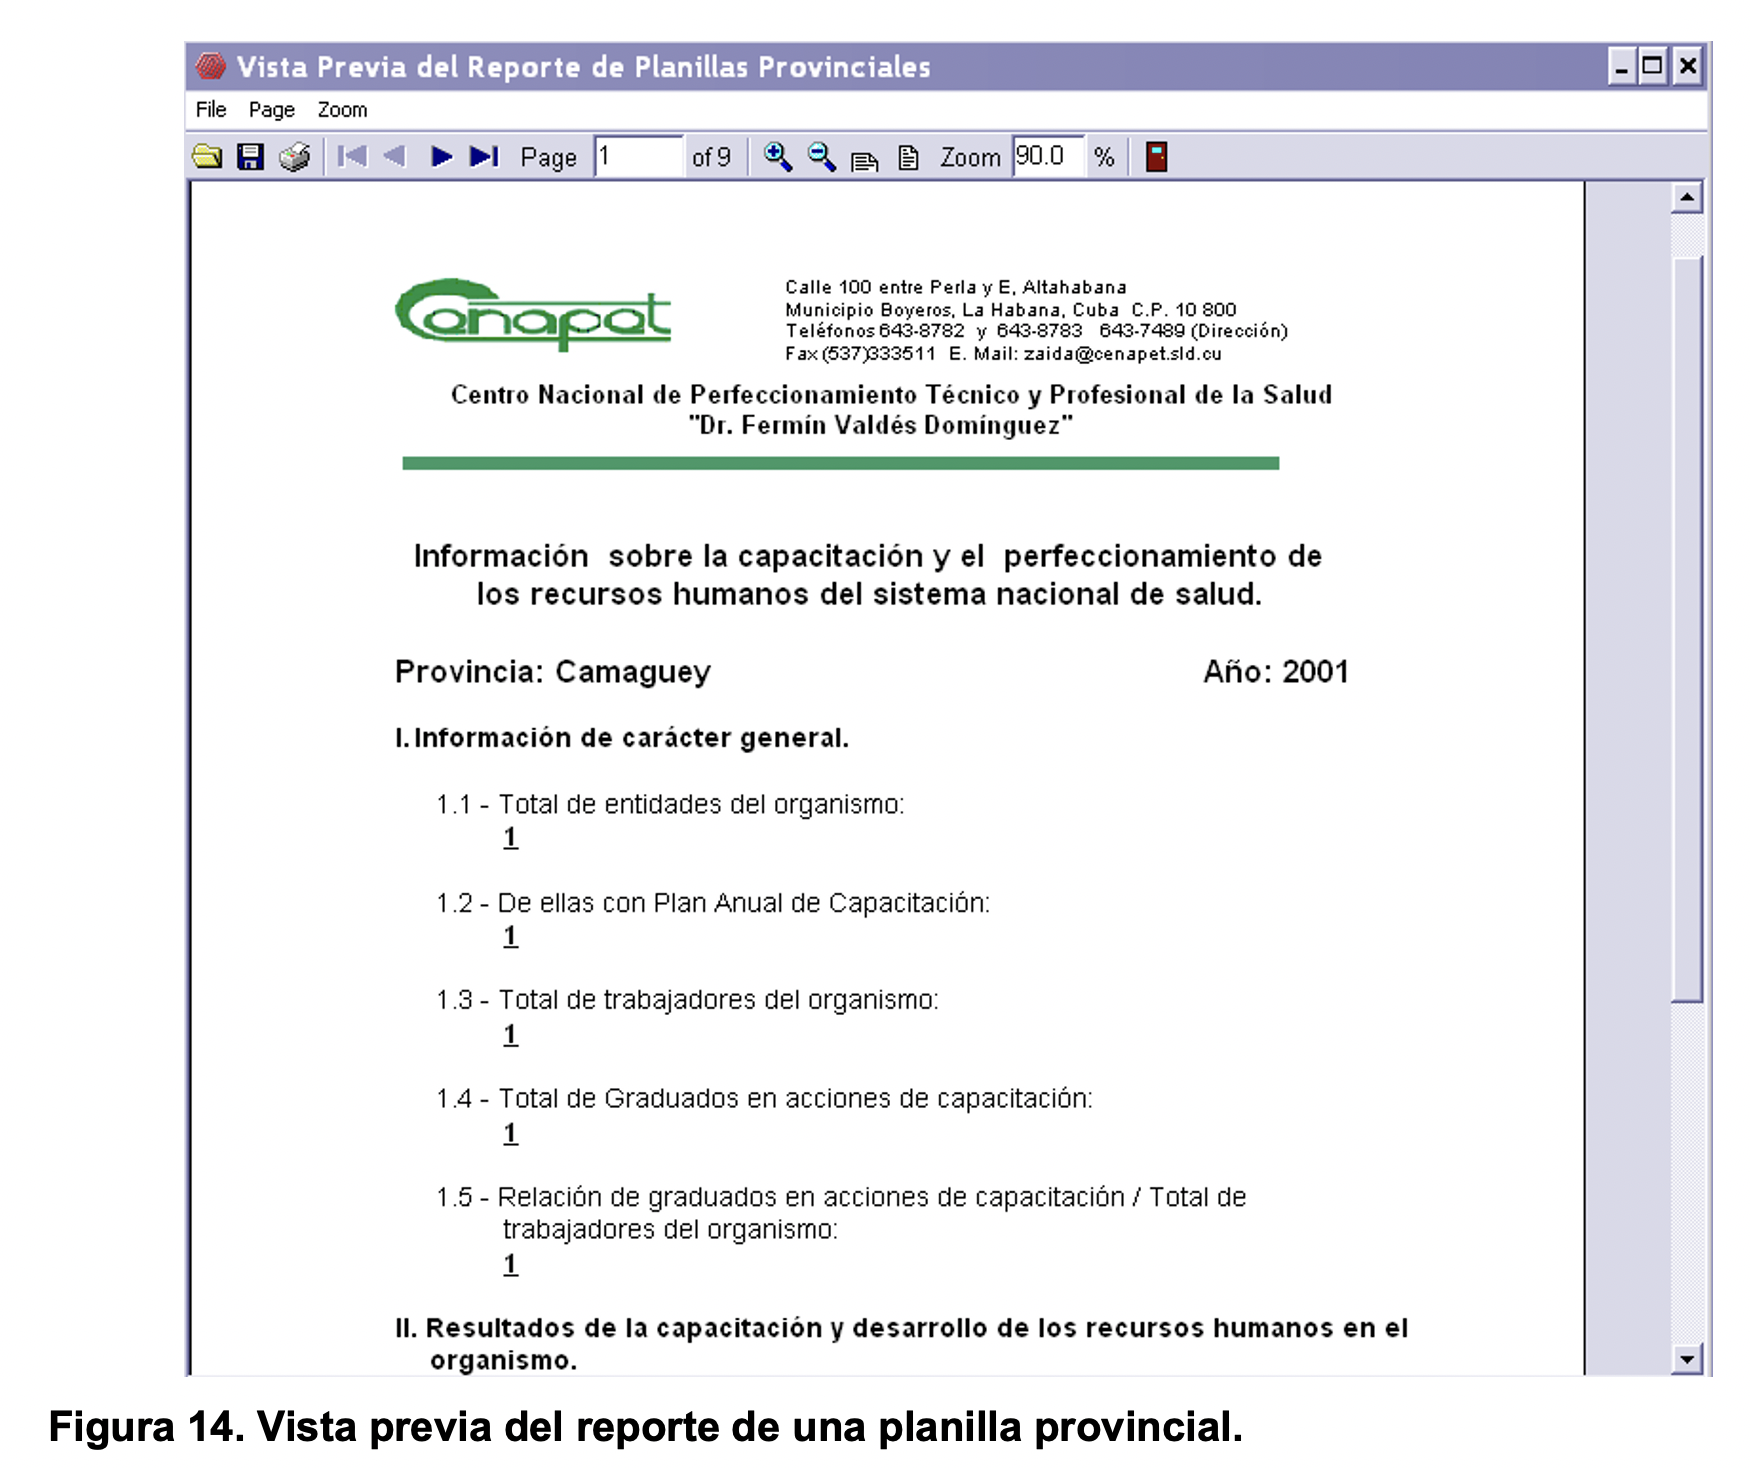 Vista Previa del Reporte de Planillas Provinciales
File Page Zoom
Page 1 of 9 Zoom 90.0 %
Canapat
Calle 100 entre Perla y E, Altahabana
Municipio Boyeros, La Habana, Cuba C.P. 10 800
Teléfonos 643-8782 y 643-8783 643-7489 (Dirección)
Fax (537)333511 E. Mail: zaida@cenapet.sld.cu
Centro Nacional de Perfeccionamiento Técnico y Profesional de la Salud
"Dr. Fermín Valdés Domínguez"
Información sobre la capacitación y el perfeccionamiento de
los recursos humanos del sistema nacional de salud.
Provincia: Camaguey Año: 2001
I. Información de carácter general.
1.1 - Total de entidades del organismo:
1
1.2 - De ellas con Plan Anual de Capacitación:
1
1.3 - Total de trabajadores del organismo:
1
1.4 - Total de Graduados en acciones de capacitación:
1
1.5 - Relación de graduados en acciones de capacitación / Total de
trabajadores del organismo:
1
II. Resultados de la capacitación y desarrollo de los recursos humanos en el
organismo.
Figura 14. Vista previa del reporte de una planilla provincial.